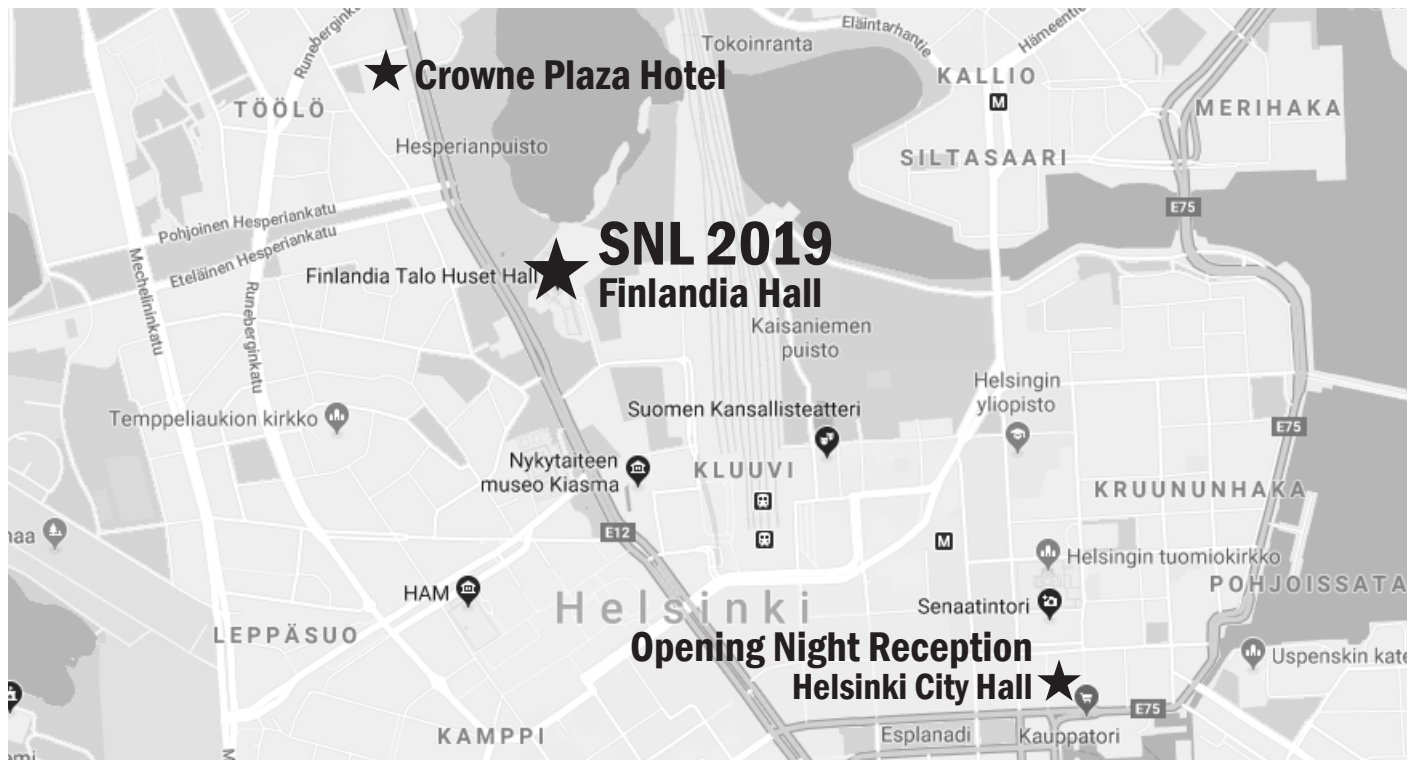 Runeberginkatu
Tokoinranta
Eläintarhantie
Hämeentie
Crowne Plaza Hotel
KALLIO
M
TÖÖLÖ
MERIHAKA
Hesperianpuisto
SILTASAARI
Pohjoinen Hesperiankatu
E75
SNL 2019
Eteläinen Hesperiankatu
Finlandia Talo Huset Hall
Finlandia Hall
Mechelininkatu
Runeberginkatu
Kaisaniemen
puisto
Helsingin
yliopisto
Temppeliaukion kirkko
Suomen Kansallisteatteri
E75
Nykytaiteen
museo Kiasma
KLUUVI
KRUUNUNHAKA
E12
M
naa
Helsingin tuomiokirkko
POHJOISSATA
HAM
Helsinki
Senaatintori
LEPPÄSUO
Opening Night Reception
Uspenskin kate
Helsinki City Hall
E75
KAMPPI
Esplanadi
Kauppatori
M
emi